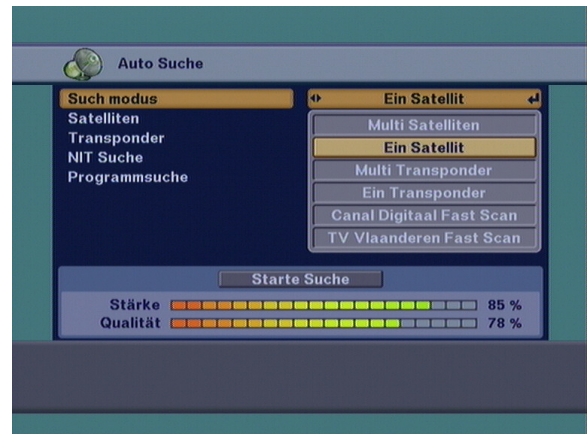 Auto Suche
Such modus
Ein Satellit
Satelliten
Transponder
NIT Suche
Programmsuche
Multi Satelliten
Ein Satellit
Multi Transponder
Ein Transponder
Canal Digitaal Fast Scan
TV Vlaanderen Fast Scan
Starte Suche
Stärke 85 %
Qualität 78 %